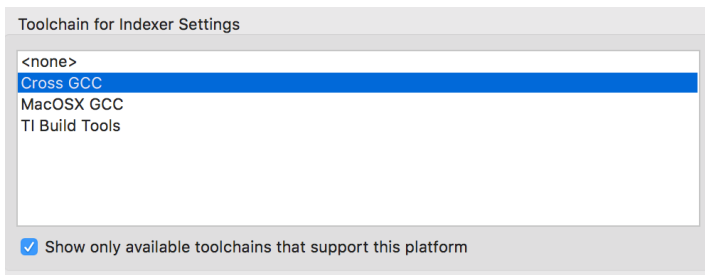 Toolchain for Indexer Settings
<none>
Cross GCC
MacOSX GCC
TI Build Tools
Show only available toolchains that support this platform